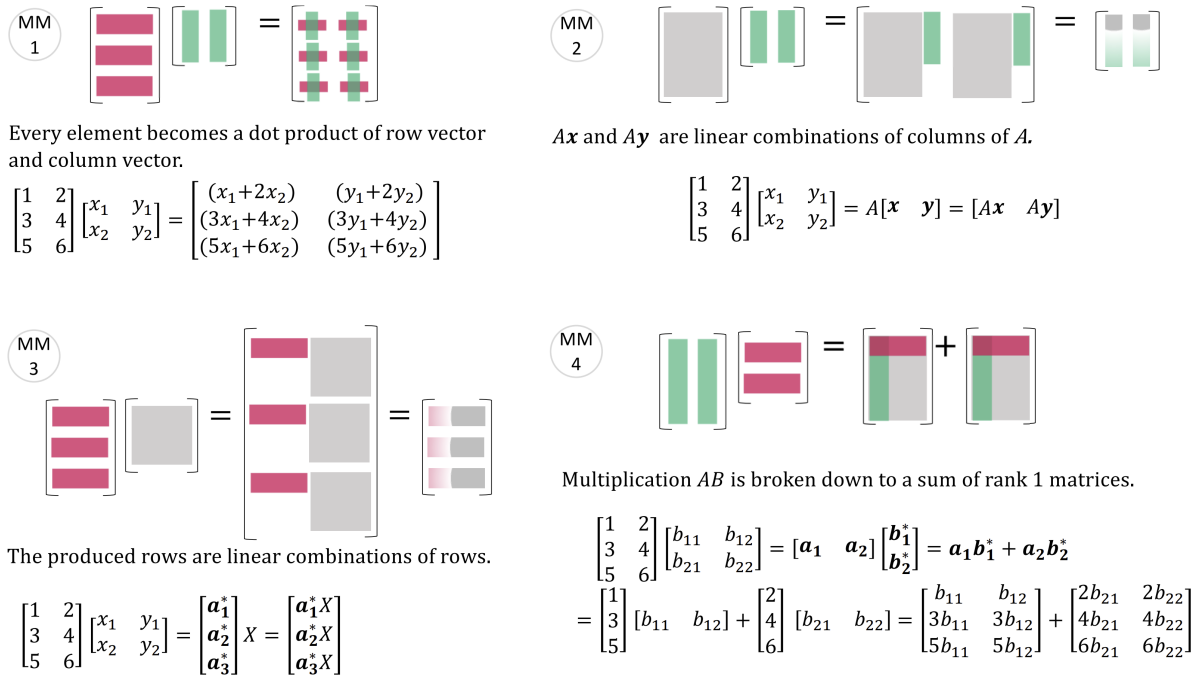 MM
1
=
Every element becomes a dot product of row vector
and column vector.
[1 2; 3 4; 5 6] [x₁ y₁; x₂ y₂] = [(x₁+2x₂) (y₁+2y₂); (3x₁+4x₂) (3y₁+4y₂); (5x₁+6x₂) (5y₁+6y₂)]
MM
2
= =
Ax and Ay are linear combinations of columns of A.
[1 2; 3 4; 5 6] [x₁ y₁; x₂ y₂] = A[x y] = [Ax Ay]
MM
3
= =
The produced rows are linear combinations of rows.
[1 2; 3 4; 5 6] [x₁ y₁; x₂ y₂] = [a₁*; a₂*; a₃*] X = [a₁*X; a₂*X; a₃*X]
MM
4
= +
Multiplication AB is broken down to a sum of rank 1 matrices.
[1 2; 3 4; 5 6] [b₁₁ b₁₂; b₂₁ b₂₂] = [a₁ a₂] [b₁*; b₂*] = a₁b₁* + a₂b₂*
= [1; 3; 5] [b₁₁ b₁₂] + [2; 4; 6] [b₂₁ b₂₂] = [b₁₁ b₁₂; 3b₁₁ 3b₁₂; 5b₁₁ 5b₁₂] + [2b₂₁ 2b₂₂; 4b₂₁ 4b₂₂; 6b₂₁ 6b₂₂]